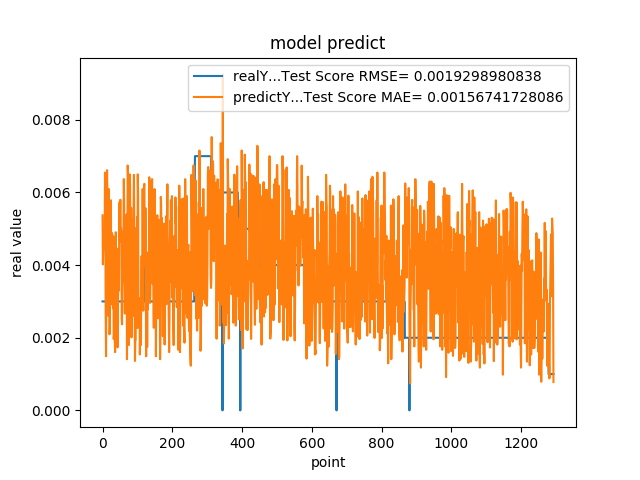 model predict
realY...Test Score RMSE= 0.0019298980838
predictY...Test Score MAE= 0.00156741728086
0.008
0.006
0.004
0.002
0.000
real value
0 200 400 600 800 1000 1200
point